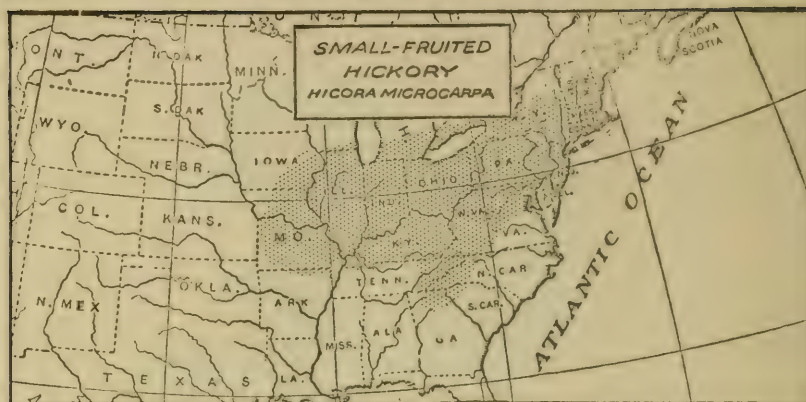 SMALL-FRUITED
HICKORY
HICORA MICROCARPA
NOVA
SCOTIA
ONT.
N. DAK
MINN.
S. DAK
WYO.
IOWA
NEBR.
ILL.
IND.
OHIO
PA.
COL.
KANS.
MO.
KY.
W. VA.
VA.
TENN.
N. CAR
OKLA.
ARK
S. CAR.
N. MEX
MISS.
ALA
GA
TEXAS
LA.
ATLANTIC OCEAN